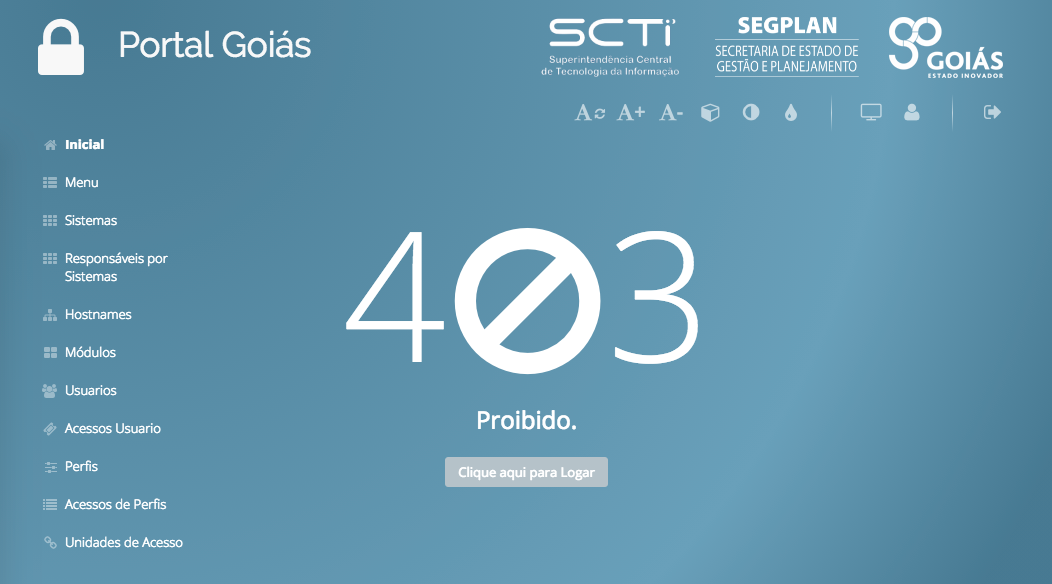 Portal Goiás
SCTi
Superintendência Central
de Tecnologia da Informação
SEGPLAN
SECRETARIA DE ESTADO DE
GESTÃO E PLANEJAMENTO
GOIÁS
ESTADO INOVADOR
A A+ A-
Inicial
Menu
Sistemas
Responsáveis por
Sistemas
Hostnames
Módulos
Usuarios
Acessos Usuario
Perfis
Acessos de Perfis
Unidades de Acesso
403
Proibido.
Clique aqui para Logar